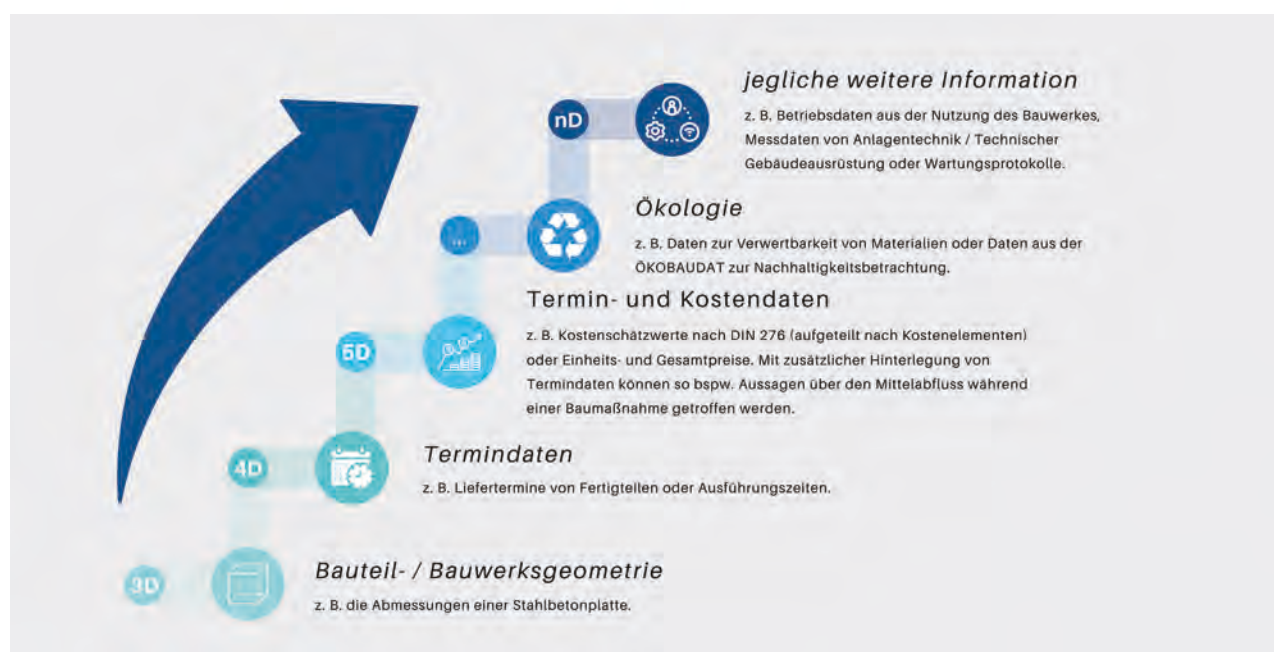 jegliche weitere Information
nD
z. B. Betriebsdaten aus der Nutzung des Bauwerkes,
Messdaten von Anlagentechnik / Technischer
Gebäudeausrüstung oder Wartungsprotokolle.
Ökologie
...
z. B. Daten zur Verwertbarkeit von Materialien oder Daten aus der
ÖKOBAUDAT zur Nachhaltigkeitsbetrachtung.
Termin- und Kostendaten
5D
z. B. Kostenschätzwerte nach DIN 276 (aufgeteilt nach Kostenelementen)
oder Einheits- und Gesamtpreise. Mit zusätzlicher Hinterlegung von
Termindaten können so bspw. Aussagen über den Mittelabfluss während
einer Baumaßnahme getroffen werden.
Termindaten
4D
z. B. Liefertermine von Fertigteilen oder Ausführungszeiten.
Bauteil- / Bauwerksgeometrie
3D
z. B. die Abmessungen einer Stahlbetonplatte.